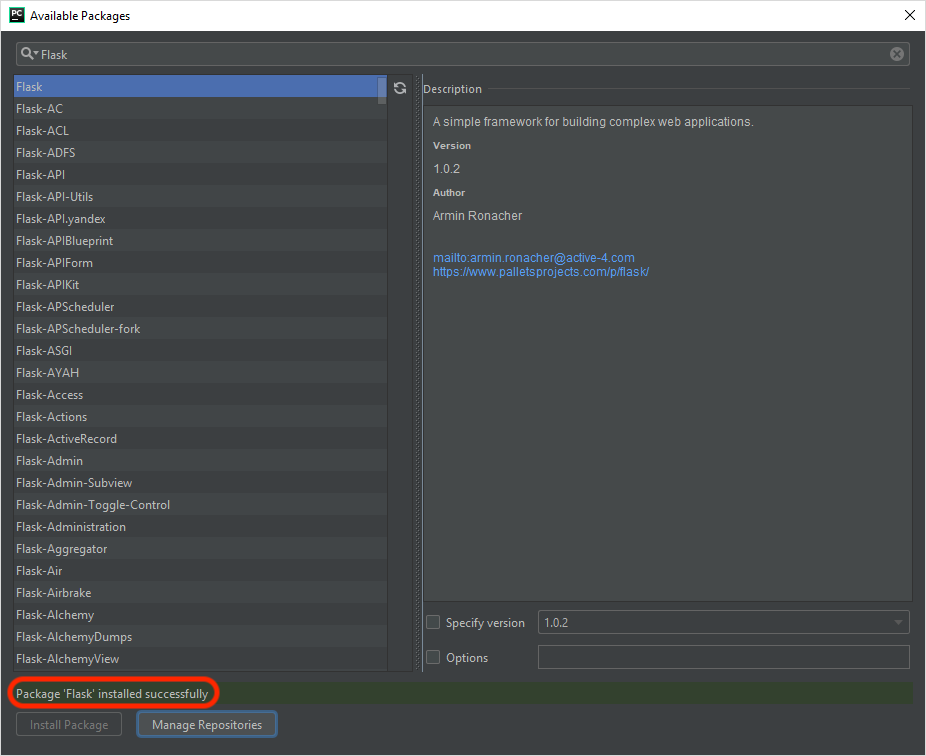 PC
Available Packages
Flask
Flask
Flask-AC
Flask-ACL
Flask-ADFS
Flask-API
Flask-API-Utils
Flask-API.yandex
Flask-APIBlueprint
Flask-APIForm
Flask-APIKit
Flask-APScheduler
Flask-APScheduler-fork
Flask-ASGI
Flask-AYAH
Flask-Access
Flask-Actions
Flask-ActiveRecord
Flask-Admin
Flask-Admin-Subview
Flask-Admin-Toggle-Control
Flask-Administration
Flask-Aggregator
Flask-Air
Flask-Airbrake
Flask-Alchemy
Flask-AlchemyDumps
Flask-AlchemyView
Description
A simple framework for building complex web applications.
Version
1.0.2
Author
Armin Ronacher
mailto:armin.ronacher@active-4.com
https://www.palletsprojects.com/p/flask/
Specify version
1.0.2
Options
Package 'Flask' installed successfully
Install Package
Manage Repositories